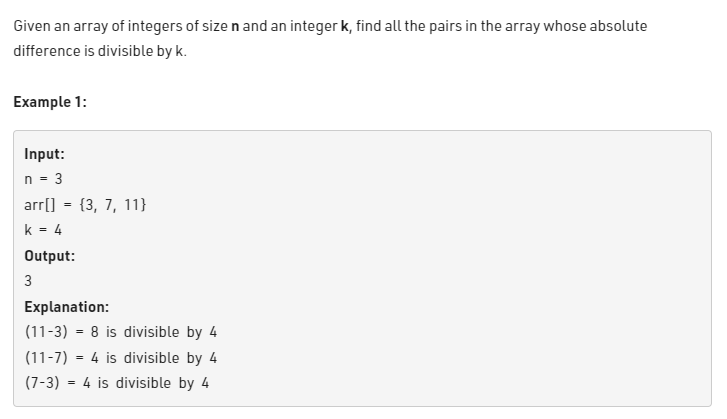 Given an array of integers of size n and an integer k, find all the pairs in the array whose absolute
difference is divisible by k.
Example 1:
Input:
n = 3
arr[] = {3, 7, 11}
k = 4
Output:
3
Explanation:
(11-3) = 8 is divisible by 4
(11-7) = 4 is divisible by 4
(7-3) = 4 is divisible by 4